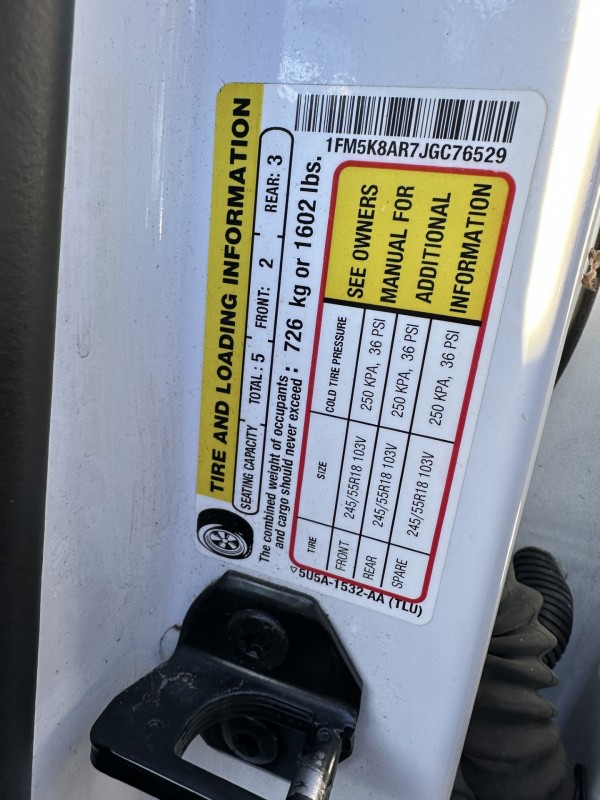 TIRE AND LOADING INFORMATION
SEATING CAPACITY TOTAL : 5 FRONT: 2 REAR: 3
The combined weight of occupants
and cargo should never exceed : 726 kg or 1602 lbs.
TIRE SIZE COLD TIRE PRESSURE
FRONT 245/55R18 103V 250 KPA, 36 PSI
REAR 245/55R18 103V 250 KPA, 36 PSI
SPARE 245/55R18 103V 250 KPA, 36 PSI
SEE OWNERS
MANUAL FOR
ADDITIONAL
INFORMATION
5U5A-1532-AA (TLU)
1FM5K8AR7JGC76529